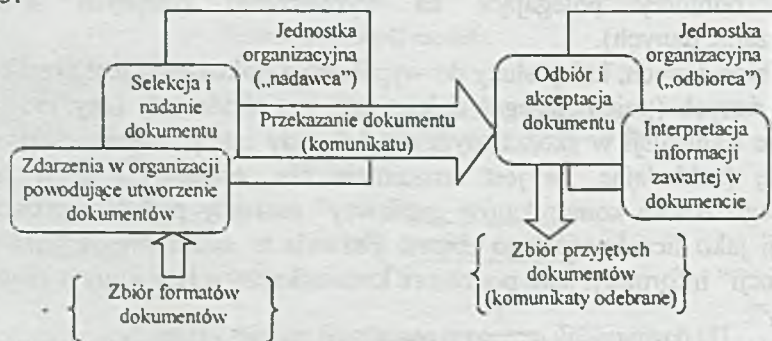 Jednostka
organizacyjna
(„nadawca”)
Selekcja i
nadanie
dokumentu
Zdarzenia w organizacji
powodujące utworzenie
dokumentów
Zbiór formatów
dokumentów
Przekazanie dokumentu
(komunikatu)
Jednostka
organizacyjna
(„odbiorca”)
Odbiór i
akceptacja
dokumentu
Interpretacja
informacji
zawartej w
dokumencie
Zbiór przyjętych
dokumentów
(komunikaty odebrane)